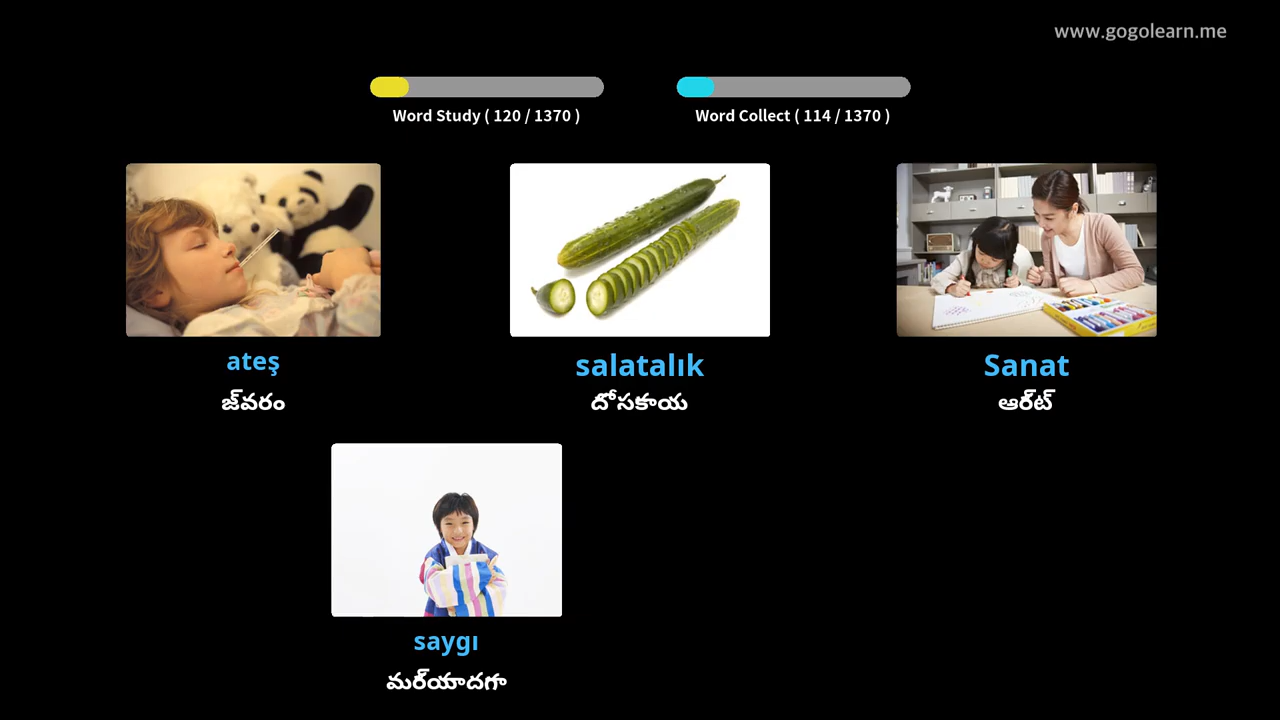 www.gogolearn.me
Word Study ( 120 / 1370 )
Word Collect ( 114 / 1370 )
ateş
జ్‌వరం
salatalık
దోసకాయ
Sanat
ఆర్‌ట్
saygı
మర్‌యాదగా